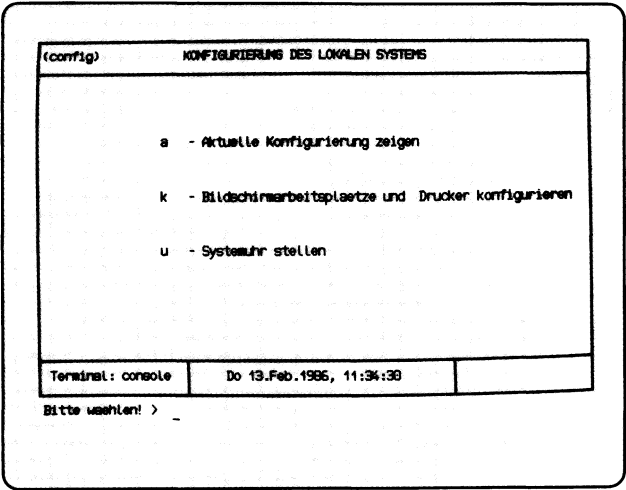 (config) KONFIGURIERUNG DES LOKALEN SYSTEMS
a - Aktuelle Konfigurierung zeigen
k - Bildschirmarbeitsplaetze und Drucker konfigurieren
u - Systemuhr stellen
Terminal: console Do 13.Feb.1986, 11:34:38
Bitte waehlen! > _